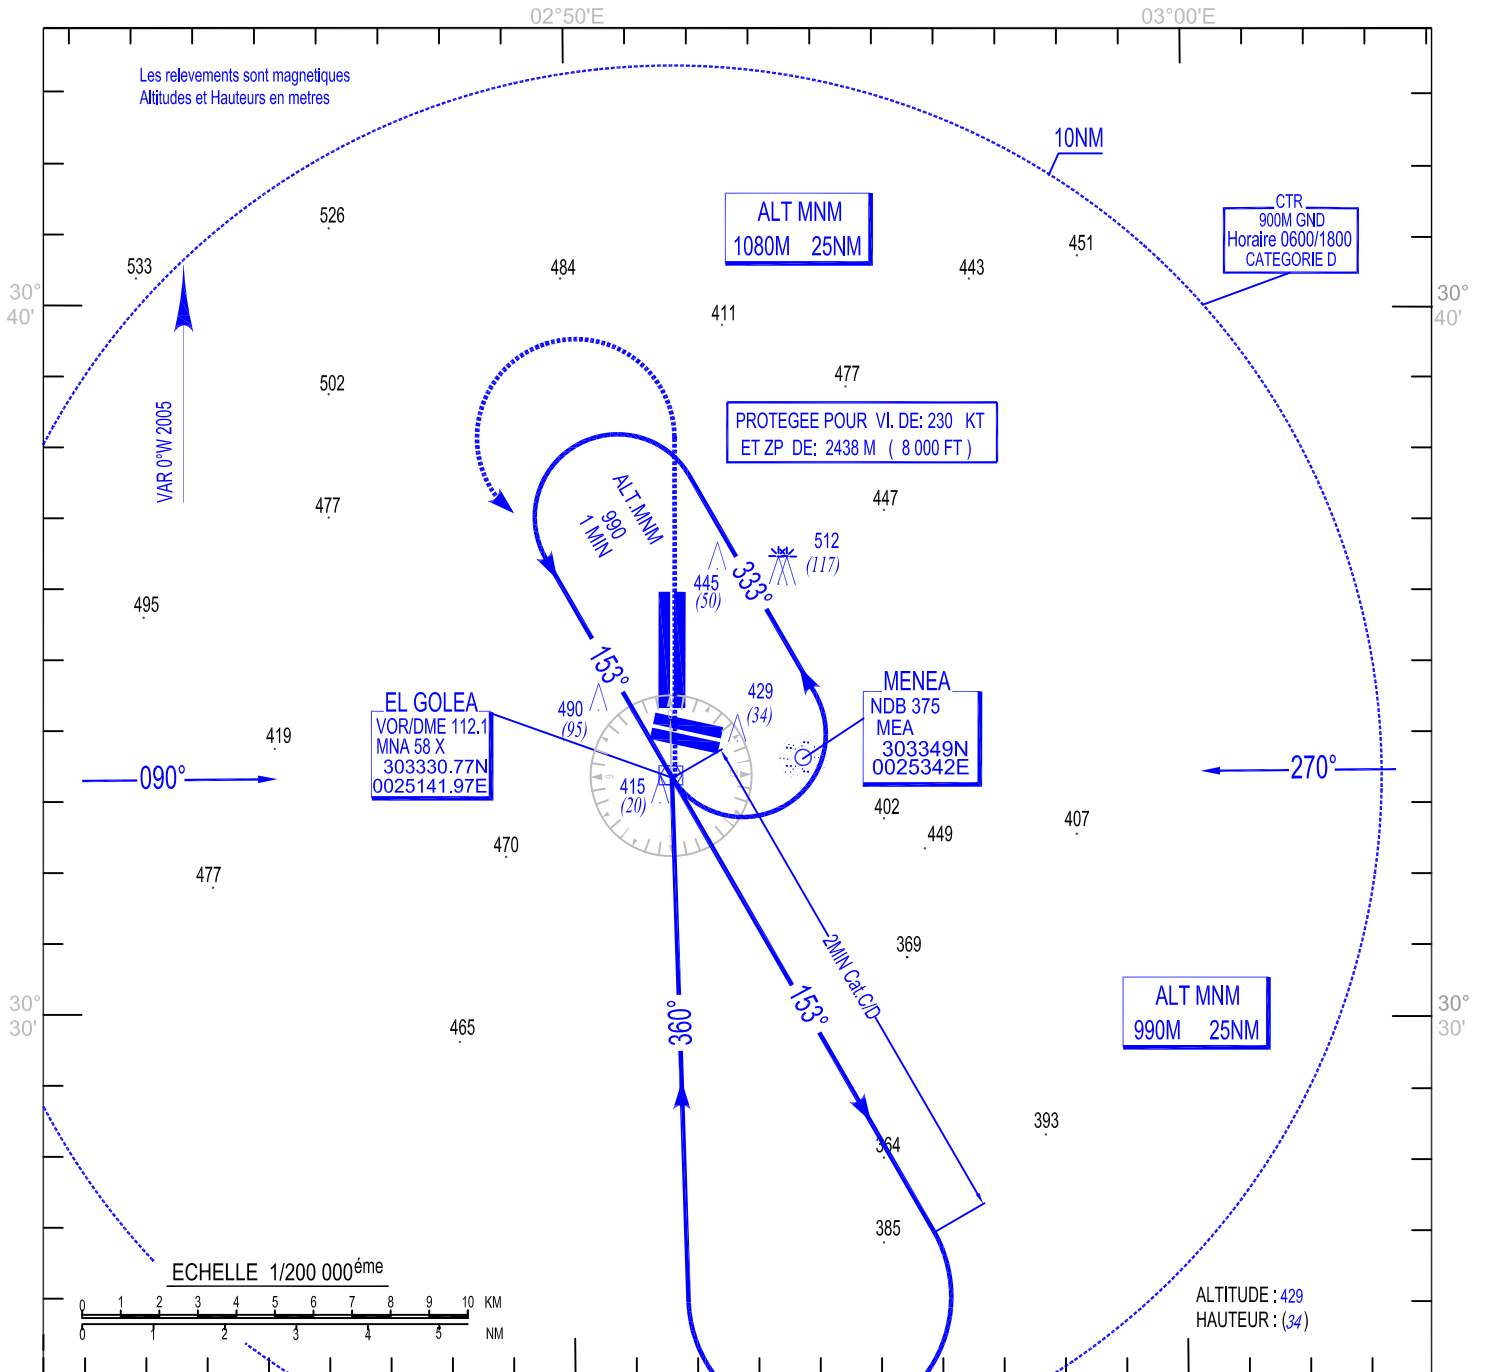 02°50'E
03°00'E
Les relevements sont magnetiques
Altitudes et Hauteurs en metres
10NM
ALT MNM
1080M 25NM
CTR
900M GND
Horaire 0600/1800
CATEGORIE D
526
451
533
484
443
30°
40'
30°
40'
411
477
502
VAR 0°W 2005
PROTEGEE POUR VI. DE: 230 KT
ET ZP DE: 2438 M ( 8 000 FT )
ALT.MNM
990
1 MIN
477
447
512
(117)
445
(50)
333°
495
153°
EL GOLEA
VOR/DME 112.1
MNA 58 X
303330.77N
0025141.97E
490
(95)
429
(34)
MENEA
NDB 375
MEA
303349N
0025342E
419
090°
270°
415
(20)
402
449
407
470
477
369
2MIN Cat.C/D
153°
360°
ALT MNM
990M 25NM
30°
30'
30°
30'
465
393
364
385
ECHELLE 1/200 000éme
0 1 2 3 4 5 6 7 8 9 10 KM
0 1 2 3 4 5 NM
ALTITUDE : 429
HAUTEUR : (34)